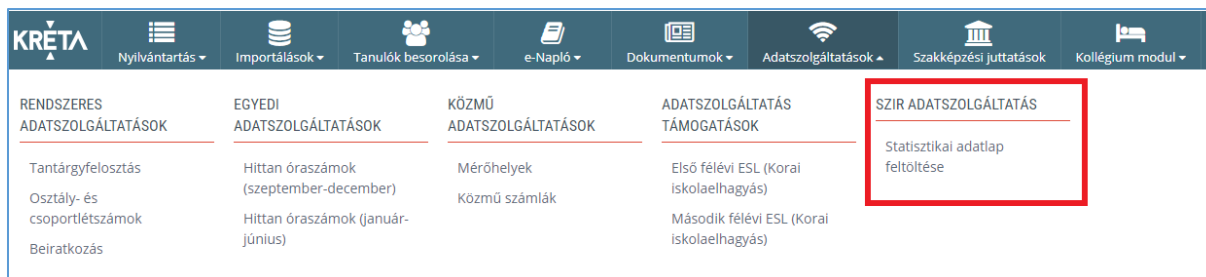 KRÉTA
Nyilvántartás
Importálások
Tanulók besorolása
e-Napló
Dokumentumok
Adatszolgáltatások
Szakképzési juttatások
Kollégium modul
RENDSZERES
ADATSZOLGÁLTATÁSOK
Tantárgyfelosztás
Osztály- és
csoportlétszámok
Beiratkozás
EGYEDI
ADATSZOLGÁLTATÁSOK
Hittan óraszámok
(szeptember-december)
Hittan óraszámok (január-
június)
KÖZMŰ
ADATSZOLGÁLTATÁSOK
Mérőhelyek
Közmű számlák
ADATSZOLGÁLTATÁS
TÁMOGATÁSOK
Első félévi ESL (Korai
iskolaelhagyás)
Második félévi ESL (Korai
iskolaelhagyás)
SZIR ADATSZOLGÁLTATÁS
Statisztikai adatlap
feltöltése